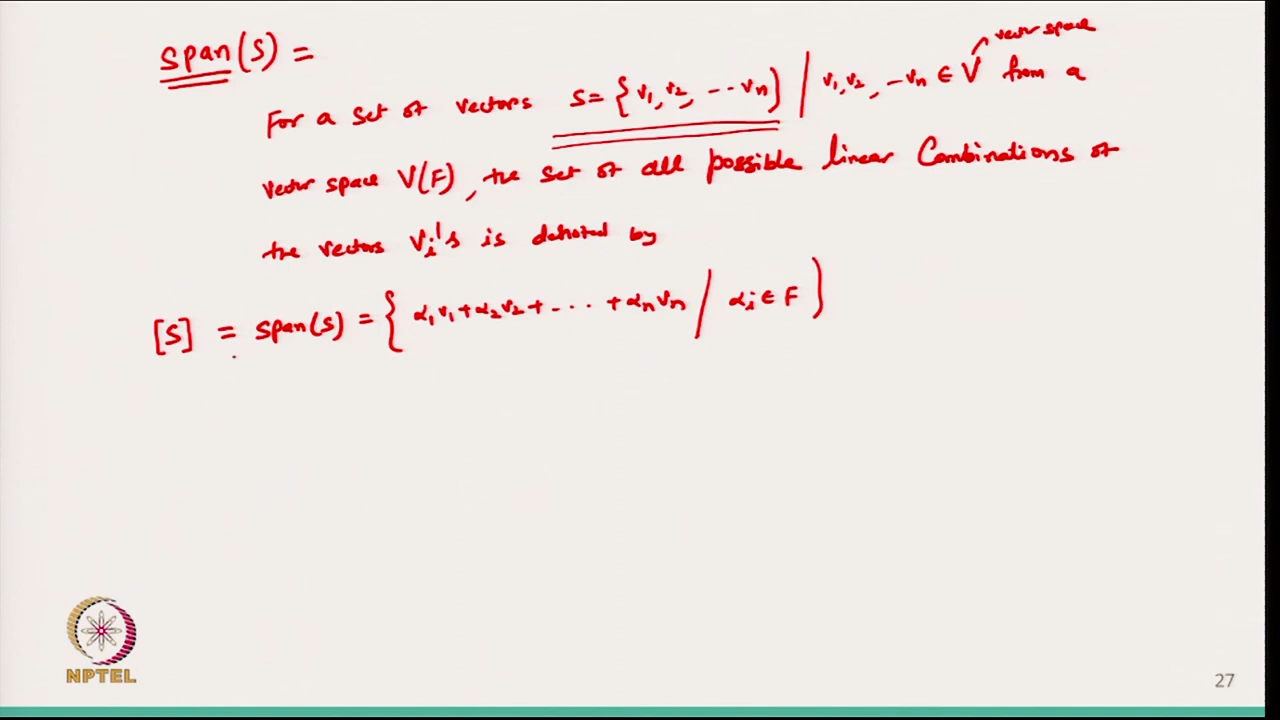 span(S) =
vector space
For a set of vectors S = {v₁, v₂, -- vₙ} / v₁, v₂, -- vₙ ∈ V from a
vector space V(F), the set of all possible linear Combinations of
the vectors vᵢ's is denoted by
[S] = span(S) = { α₁v₁ + α₂v₂ + ... + αₙvₙ / αᵢ ∈ F }
NPTEL
27